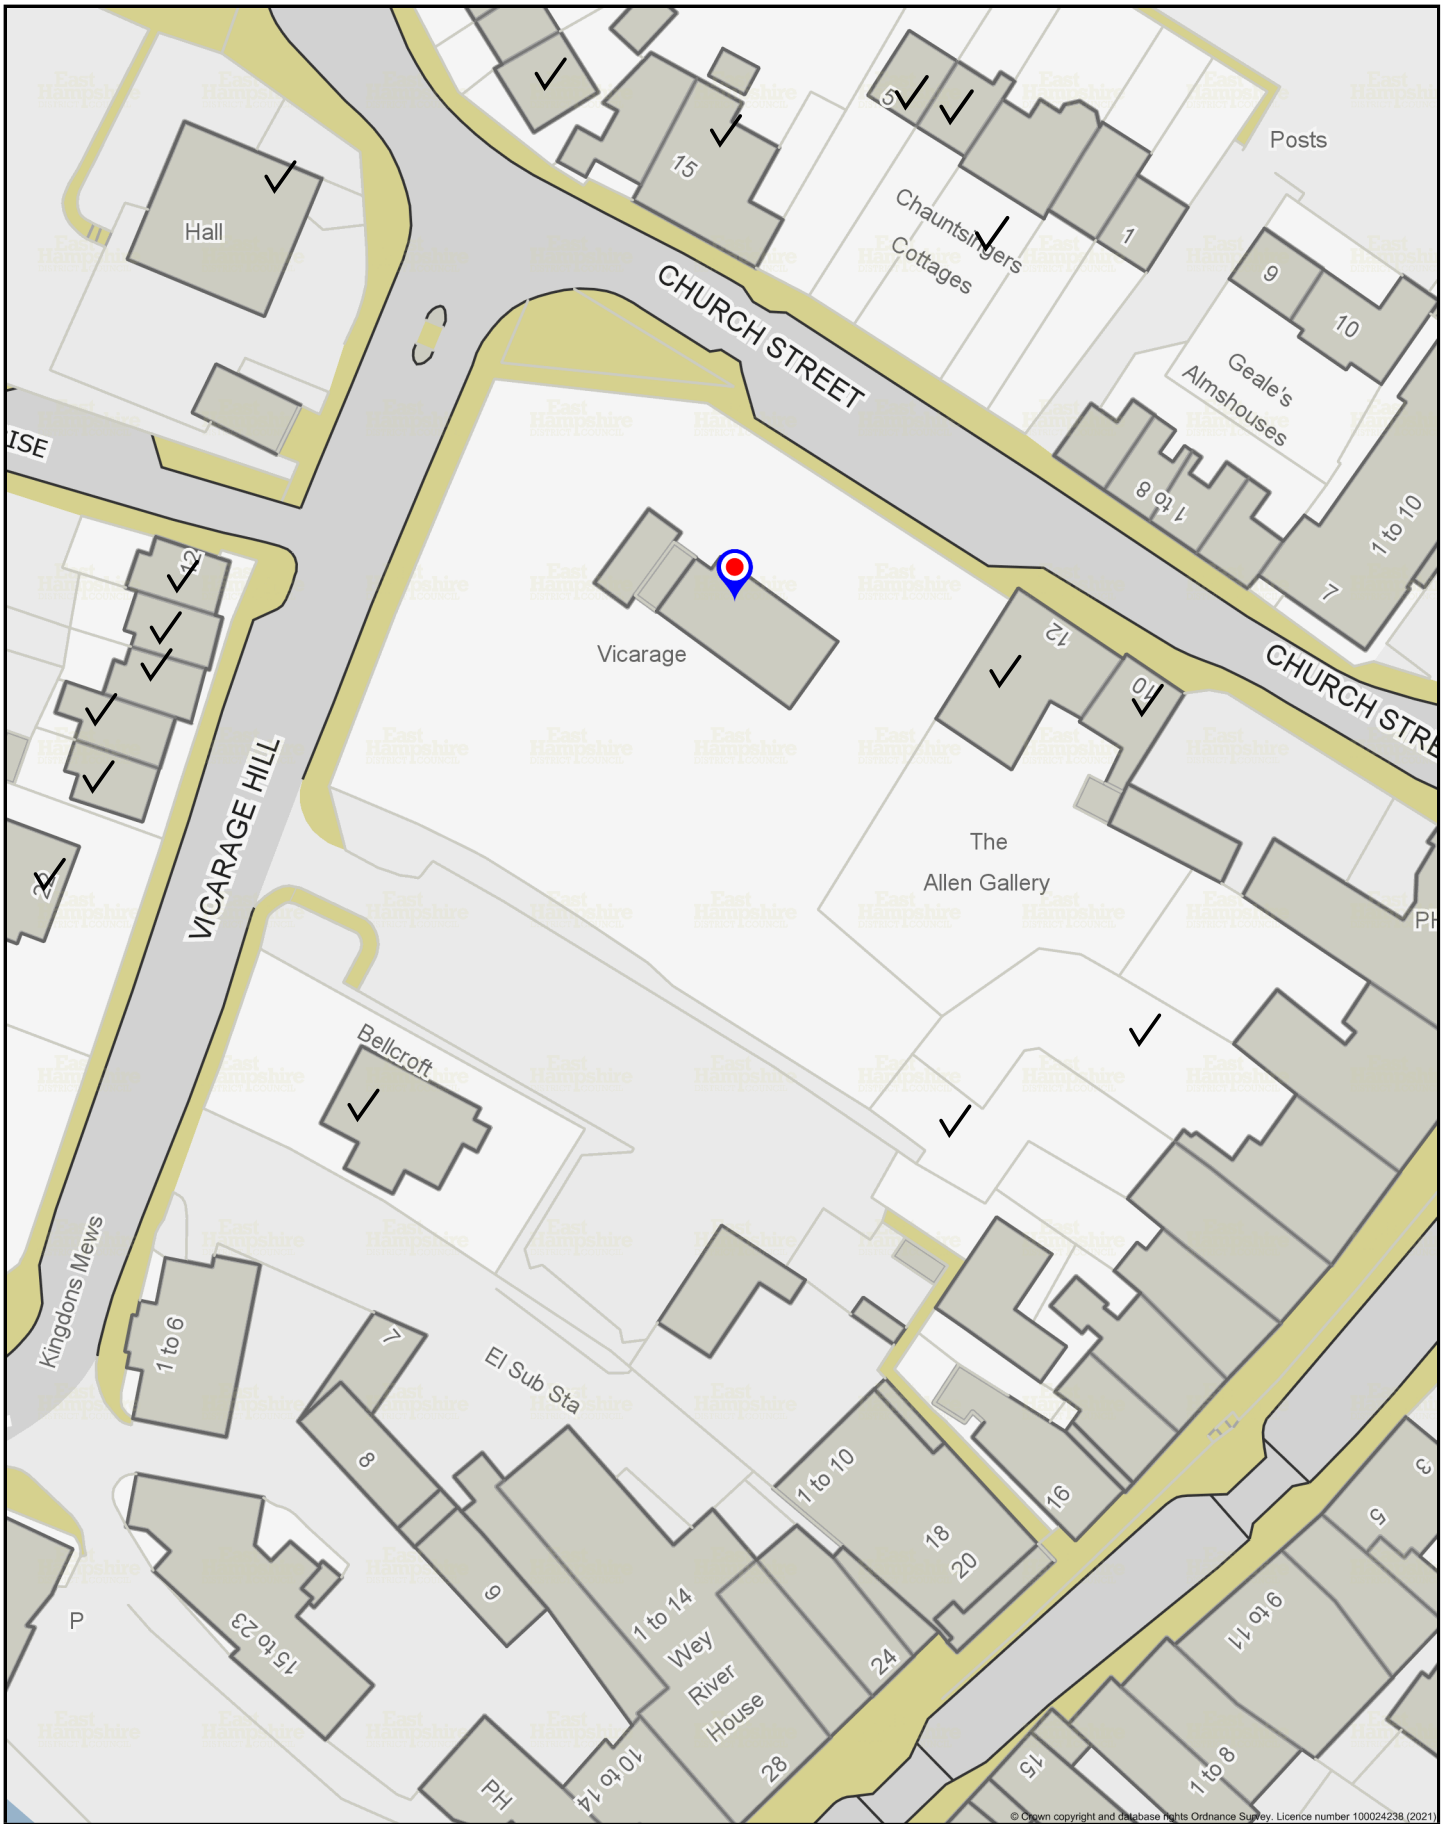 Posts
5
15
Hall
Chauntsingers
Cottages
1
9
10
CHURCH STREET
Geale's
Almshouses
ISE
1 to 8
1 to 10
7
12
Vicarage
12
10
CHURCH STRE
VICARAGE HILL
The
Allen Gallery
PH
Bellcroft
Kingdons Mews
1 to 6
7
El Sub Sta
8
1 to 10
16
18
20
3
5
9
1 to 14
Wey
River
House
24
9 to 11
P
15 to 23
28
10 to 14
PH
15
1 to 8
East
Hampshire
DISTRICT COUNCIL
© Crown copyright and database rights Ordnance Survey. Licence number 100024238 (2021)